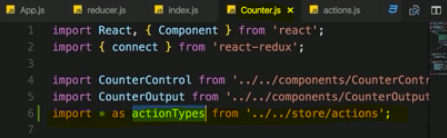 App.js reducer.js index.js Counter.js × actions.js
1 import React, { Component } from 'react';
2 import { connect } from 'react-redux';
3
4 import CounterControl from '../../components/CounterContr
5 import CounterOutput from '../../components/CounterOutput
6 import * as actionTypes from '../../store/actions';
7